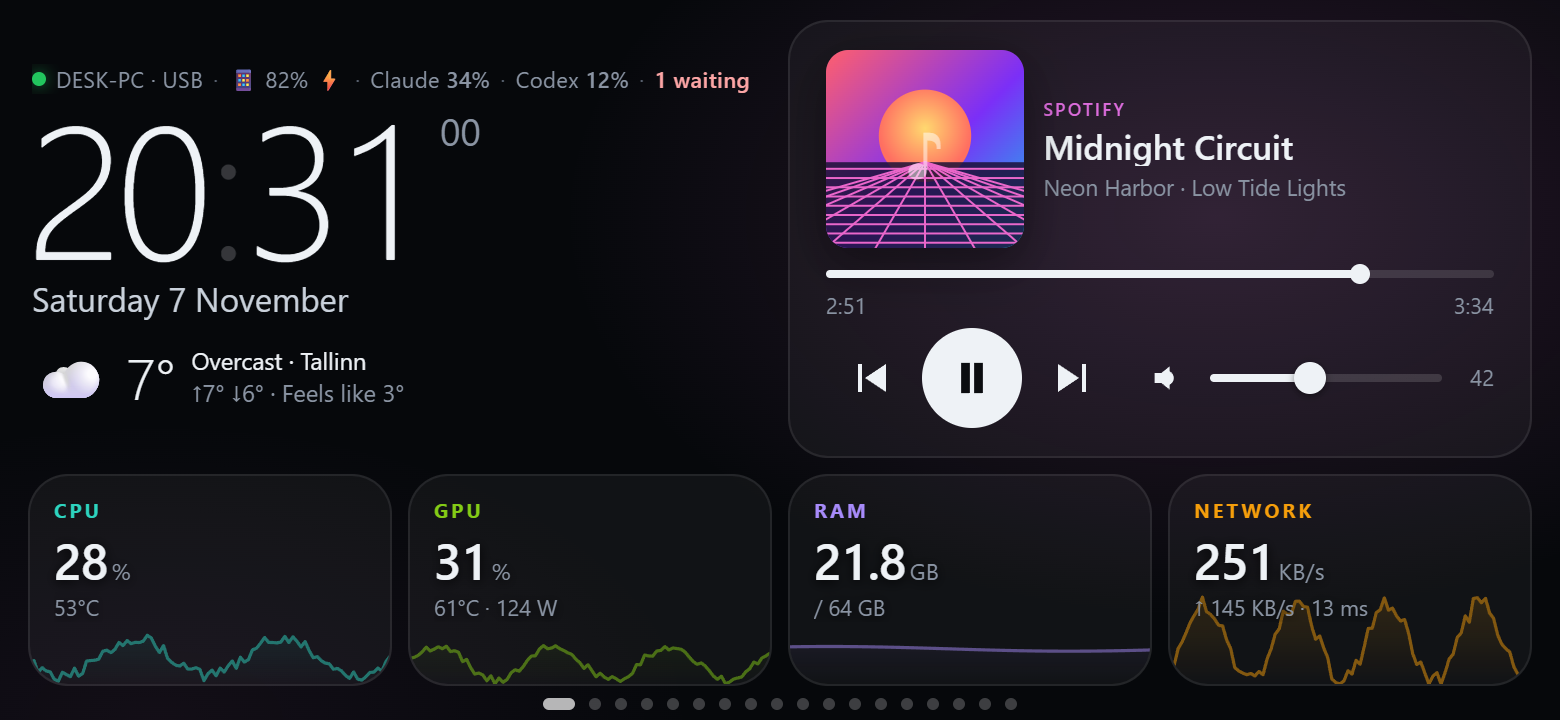 DESK-PC · USB · 82% · Claude 34% · Codex 12% · 1 waiting
20:31 00
Saturday 7 November
7° Overcast · Tallinn
↑7° ↓6° · Feels like 3°
SPOTIFY
Midnight Circuit
Neon Harbor · Low Tide Lights
2:51 3:34
42
CPU
28 %
53°C
GPU
31 %
61°C · 124 W
RAM
21.8 GB
/ 64 GB
NETWORK
251 KB/s
↑ 145 KB/s · 13 ms